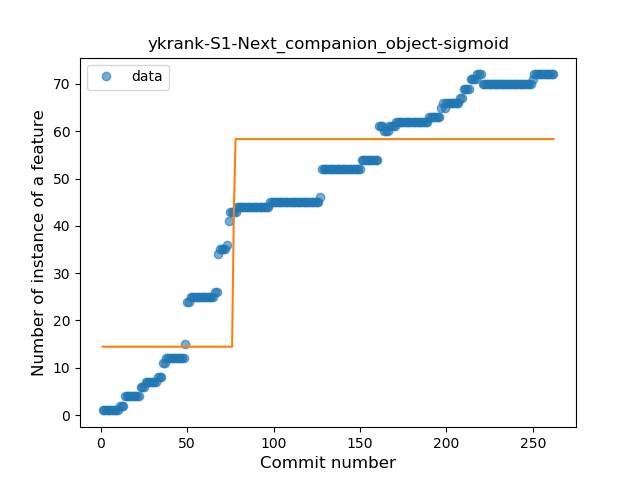 ykrank-S1-Next_companion_object-sigmoid
data
Number of instance of a feature
70
60
50
40
30
20
10
0
0 50 100 150 200 250
Commit number